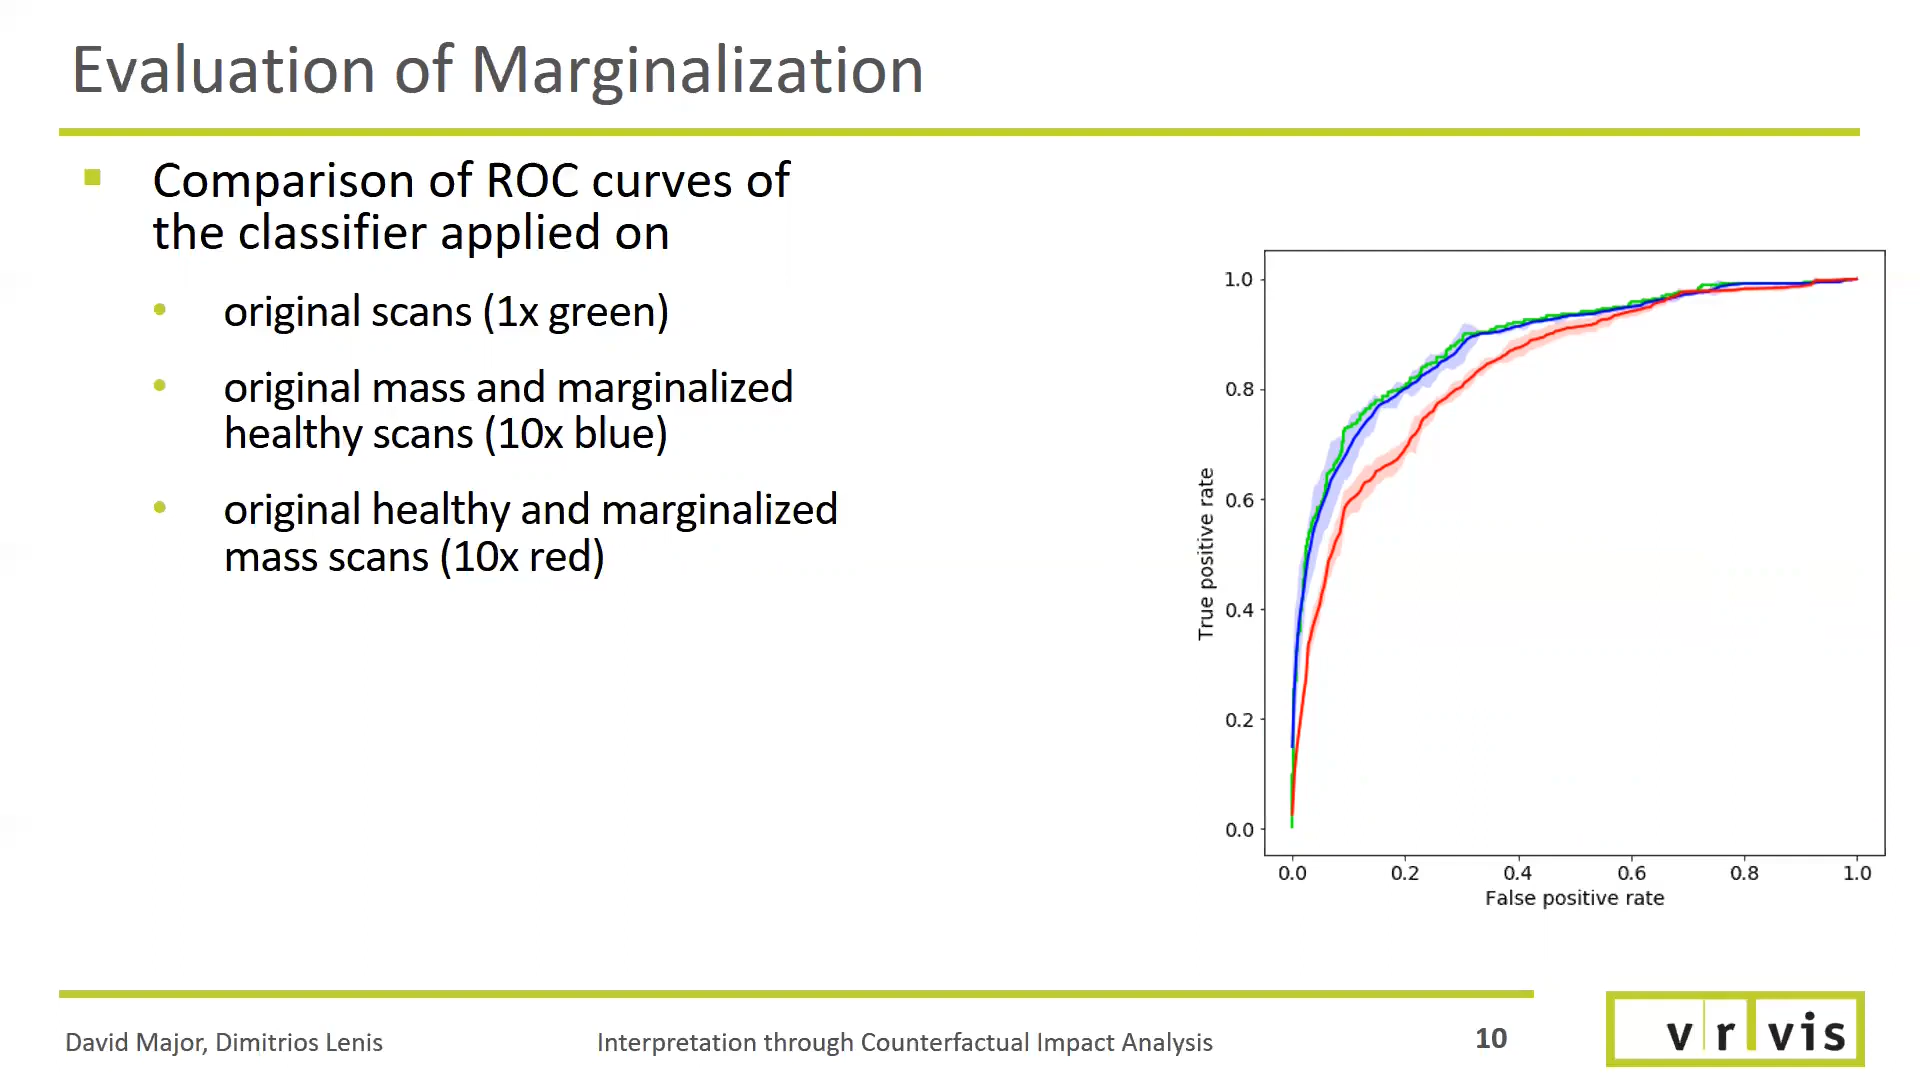 Evaluation of Marginalization
Comparison of ROC curves of
the classifier applied on
original scans (1x green)
original mass and marginalized
healthy scans (10x blue)
original healthy and marginalized
mass scans (10x red)
1.0
0.8
0.6
0.4
0.2
0.0
True positive rate
0.0 0.2 0.4 0.6 0.8 1.0
False positive rate
David Major, Dimitrios Lenis
Interpretation through Counterfactual Impact Analysis
10
vrvis